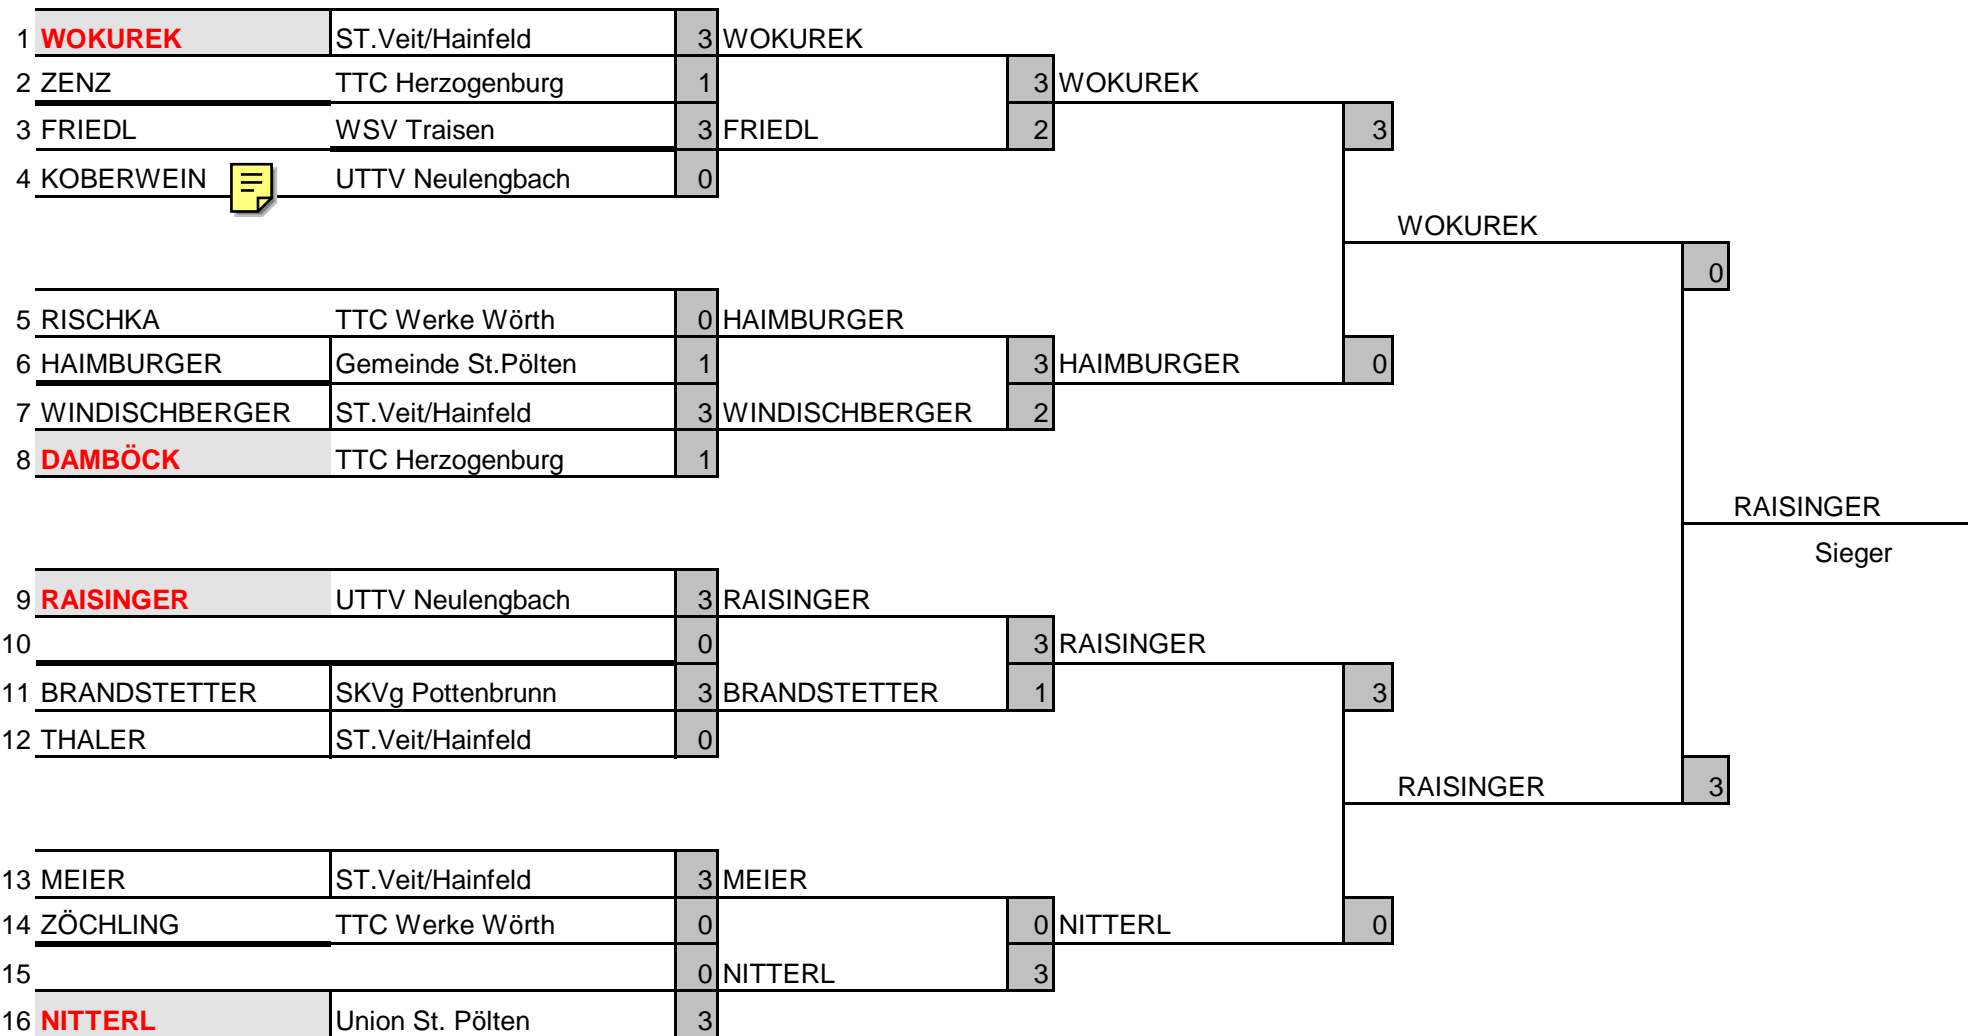 1 WOKUREK ST.Veit/Hainfeld 3 WOKUREK
2 ZENZ TTC Herzogenburg 1 3 WOKUREK
3 FRIEDL WSV Traisen 3 FRIEDL 2 3
4 KOBERWEIN UTTV Neulengbach 0
WOKUREK
0
5 RISCHKA TTC Werke Wörth 0 HAIMBURGER
6 HAIMBURGER Gemeinde St.Pölten 1 3 HAIMBURGER 0
7 WINDISCHBERGER ST.Veit/Hainfeld 3 WINDISCHBERGER 2
8 DAMBÖCK TTC Herzogenburg 1
RAISINGER
Sieger
9 RAISINGER UTTV Neulengbach 3 RAISINGER
10 0 3 RAISINGER
11 BRANDSTETTER SKVg Pottenbrunn 3 BRANDSTETTER 1 3
12 THALER ST.Veit/Hainfeld 0
RAISINGER 3
13 MEIER ST.Veit/Hainfeld 3 MEIER
14 ZÖCHLING TTC Werke Wörth 0 0 NITTERL 0
15 0 NITTERL 3
16 NITTERL Union St. Pölten 3